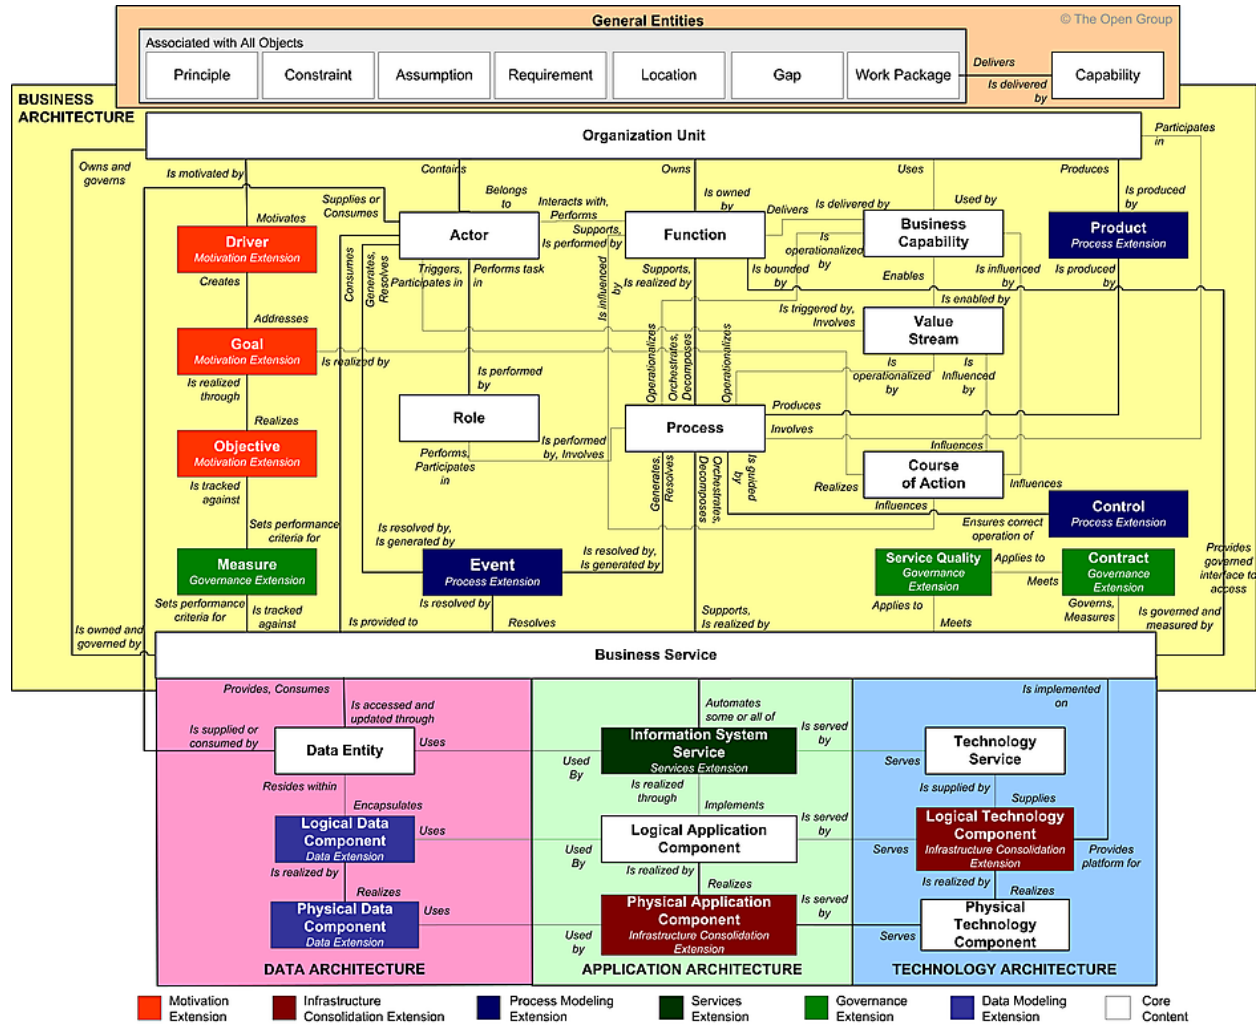 General Entities
© The Open Group
Associated with All Objects
Principle
Constraint
Assumption
Requirement
Location
Gap
Work Package
Delivers
Is delivered
by
Capability
BUSINESS
ARCHITECTURE
Organization Unit
Participates
in
Owns and
governs
Is motivated by
Contains
Owns
Uses
Produces
Supplies or
Consumes
Belongs
to
Interacts with,
Performs
Is owned
by
Delivers
Is delivered by
Used by
Is produced
by
Motivates
Driver
Motivation Extension
Creates
Actor
Supports,
Is performed by
Function
Business
Capability
Is
operationalized
by
Product
Process Extension
Is produced
by
Consumes
Generates,
Resolves
Triggers,
Participates in
Performs task
in
Is influenced
by
Supports,
Is realized by
Is bounded
by
Enables
Is influenced
by
Addresses
Goal
Motivation Extension
Is realized by
Is triggered by,
Involves
Is enabled by
Value
Stream
Operationalizes
Orchestrates,
Decomposes
Operationalizes
Is
operationalized
by
Is
Influenced
by
Is realized
through
Is performed
by
Realizes
Objective
Motivation Extension
Is tracked
against
Role
Performs,
Participates
in
Is performed
by, Involves
Process
Produces
Involves
Influences
Generates,
Resolves
Orchestrates,
Decomposes
Is guided
by
Realizes
Course
of Action
Influences
Influences
Control
Process Extension
Ensures correct
operation of
Sets performance
criteria for
Is resolved by,
Is generated by
Is resolved by,
Is generated by
Measure
Governance Extension
Event
Process Extension
Service Quality
Governance
Extension
Applies to
Meets
Contract
Governance
Extension
Provides
governed
interface to
access
Sets performance
criteria for
Is tracked
against
Is resolved by
Applies to
Governs,
Measures
Is governed and
measured by
Is owned and
governed by
Is provided to
Resolves
Supports,
Is realized by
Meets
Business Service
Provides, Consumes
Is accessed and
updated through
Automates
some or all of
Is implemented
on
Is supplied or
consumed by
Data Entity
Uses
Used
By
Information System
Service
Services Extension
Is served
by
Serves
Technology
Service
Resides within
Is realized
through
Is supplied by
Encapsulates
Implements
Supplies
Logical Data
Component
Data Extension
Uses
Used
By
Logical Application
Component
Is served
by
Serves
Logical Technology
Component
Infrastructure Consolidation
Extension
Provides
platform for
Is realized by
Realizes
Is realized by
Realizes
Is realized by
Realizes
Physical Data
Component
Data Extension
Uses
Used
by
Physical Application
Component
Infrastructure Consolidation
Extension
Is served
by
Serves
Physical
Technology
Component
DATA ARCHITECTURE
APPLICATION ARCHITECTURE
TECHNOLOGY ARCHITECTURE
Motivation
Extension
Infrastructure
Consolidation Extension
Process Modeling
Extension
Services
Extension
Governance
Extension
Data Modeling
Extension
Core
Content